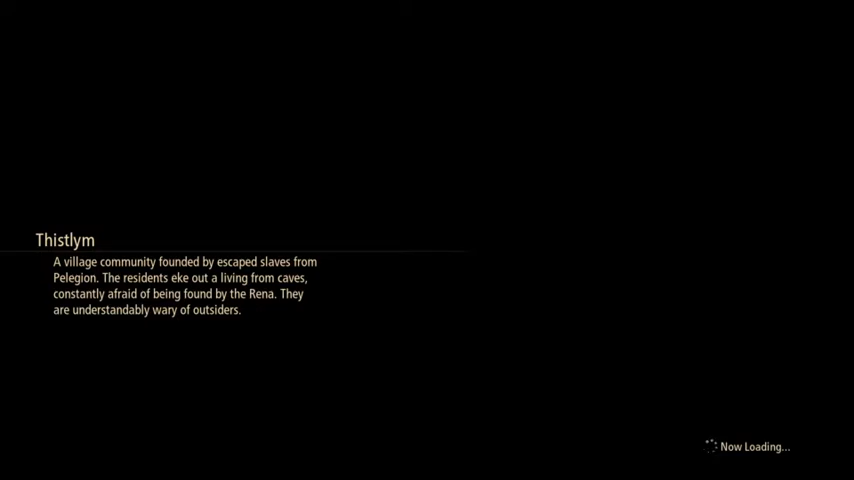 Thistlym
A village community founded by escaped slaves from
Pelegion. The residents eke out a living from caves,
constantly afraid of being found by the Rena. They
are understandably wary of outsiders.
Now Loading...